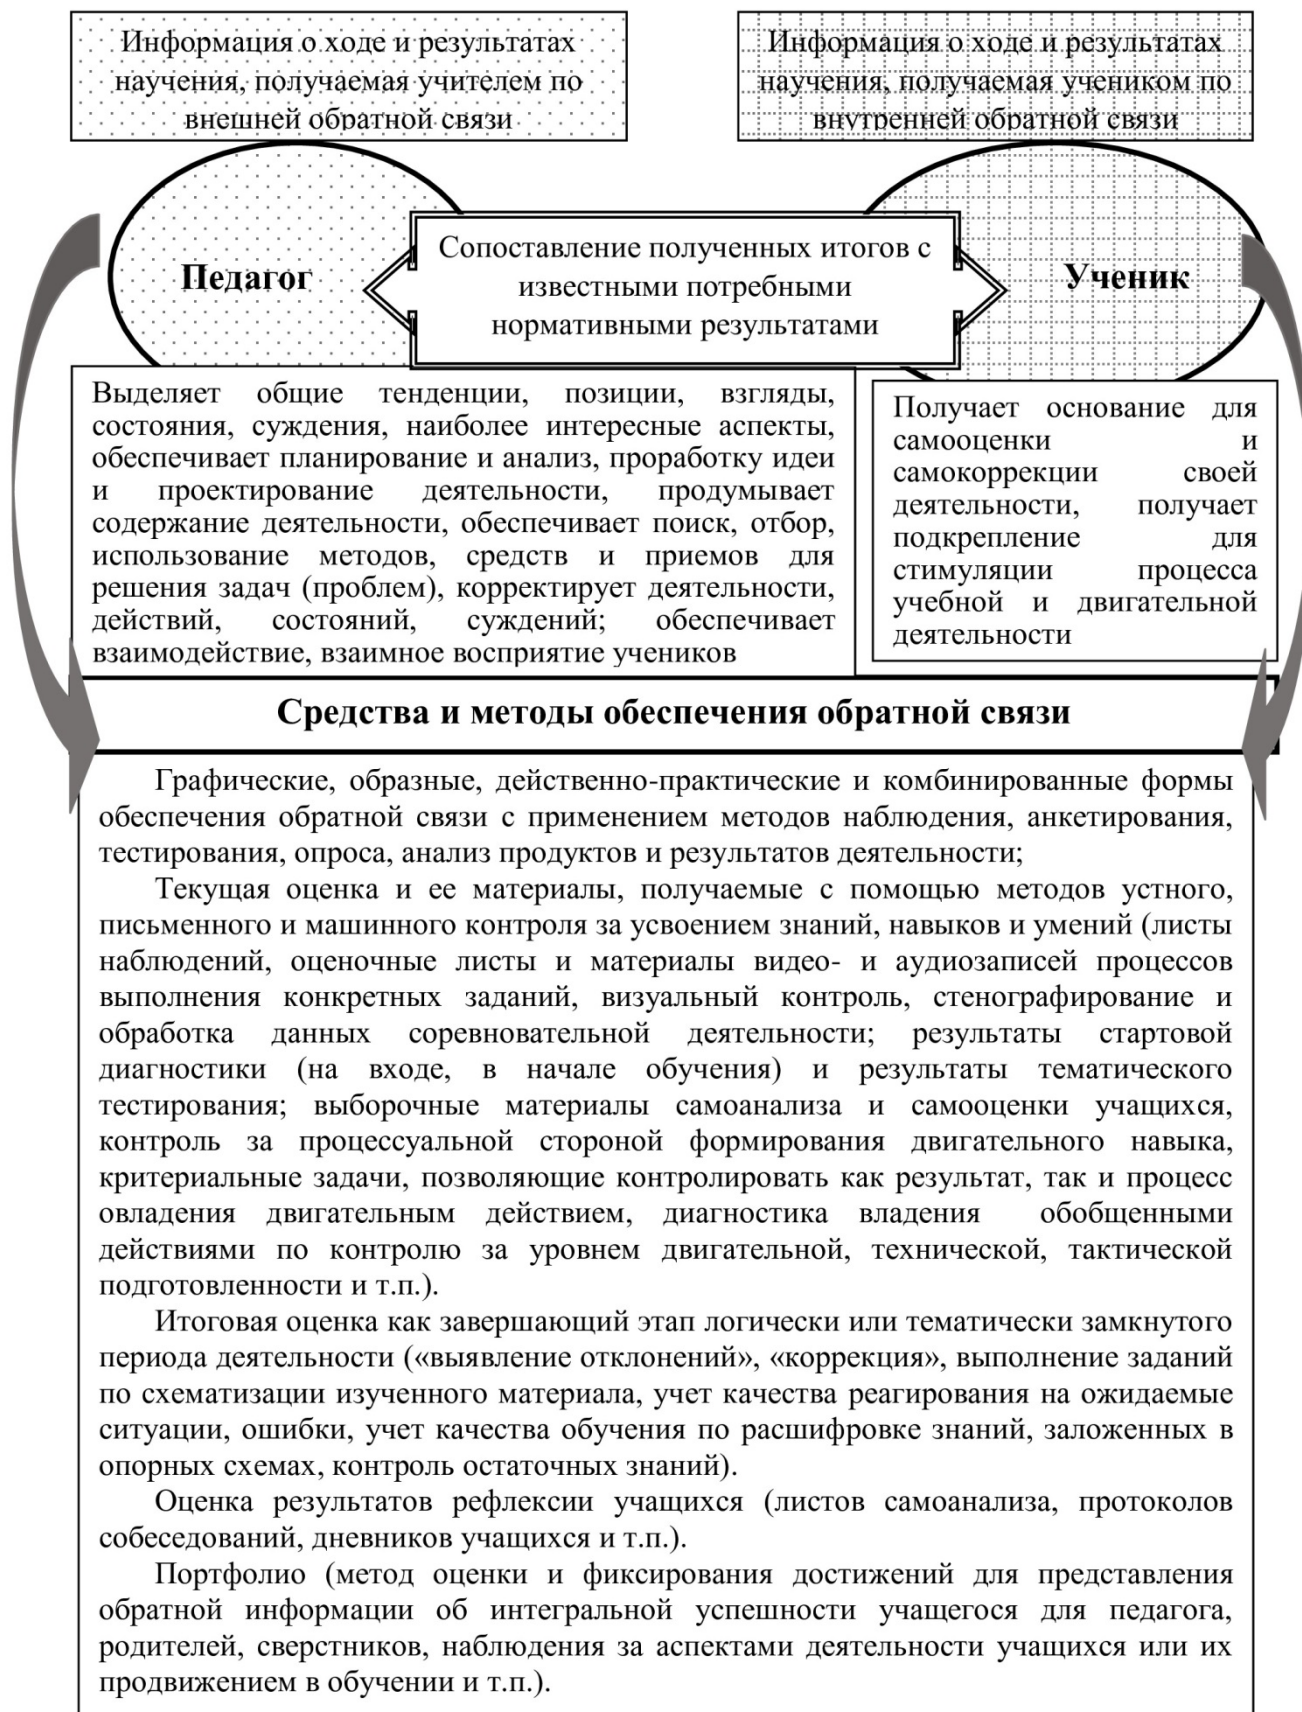 Информация о ходе и результатах
научения, получаемая учителем по
внешней обратной связи
Информация о ходе и результатах
научения, получаемая учеником по
внутренней обратной связи
Педагог
Сопоставление полученных итогов с
известными потребными
нормативными результатами
Ученик
Выделяет общие тенденции, позиции, взгляды,
состояния, суждения, наиболее интересные аспекты,
обеспечивает планирование и анализ, проработку идеи
и проектирование деятельности, продумывает
содержание деятельности, обеспечивает поиск, отбор,
использование методов, средств и приемов для
решения задач (проблем), корректирует деятельности,
действий, состояний, суждений; обеспечивает
взаимодействие, взаимное восприятие учеников
Получает основание для
самооценки и
самокоррекции своей
деятельности, получает
подкрепление для
стимуляции процесса
учебной и двигательной
деятельности
Средства и методы обеспечения обратной связи
Графические, образные, действенно-практические и комбинированные формы
обеспечения обратной связи с применением методов наблюдения, анкетирования,
тестирования, опроса, анализ продуктов и результатов деятельности;
Текущая оценка и ее материалы, получаемые с помощью методов устного,
письменного и машинного контроля за усвоением знаний, навыков и умений (листы
наблюдений, оценочные листы и материалы видео- и аудиозаписей процессов
выполнения конкретных заданий, визуальный контроль, стенографирование и
обработка данных соревновательной деятельности; результаты стартовой
диагностики (на входе, в начале обучения) и результаты тематического
тестирования; выборочные материалы самоанализа и самооценки учащихся,
контроль за процессуальной стороной формирования двигательного навыка,
критериальные задачи, позволяющие контролировать как результат, так и процесс
овладения двигательным действием, диагностика владения обобщенными
действиями по контролю за уровнем двигательной, технической, тактической
подготовленности и т.п.).
Итоговая оценка как завершающий этап логически или тематически замкнутого
периода деятельности («выявление отклонений», «коррекция», выполнение заданий
по схематизации изученного материала, учет качества реагирования на ожидаемые
ситуации, ошибки, учет качества обучения по расшифровке знаний, заложенных в
опорных схемах, контроль остаточных знаний).
Оценка результатов рефлексии учащихся (листов самоанализа, протоколов
собеседований, дневников учащихся и т.п.).
Портфолио (метод оценки и фиксирования достижений для представления
обратной информации об интегральной успешности учащегося для педагога,
родителей, сверстников, наблюдения за аспектами деятельности учащихся или их
продвижением в обучении и т.п.).